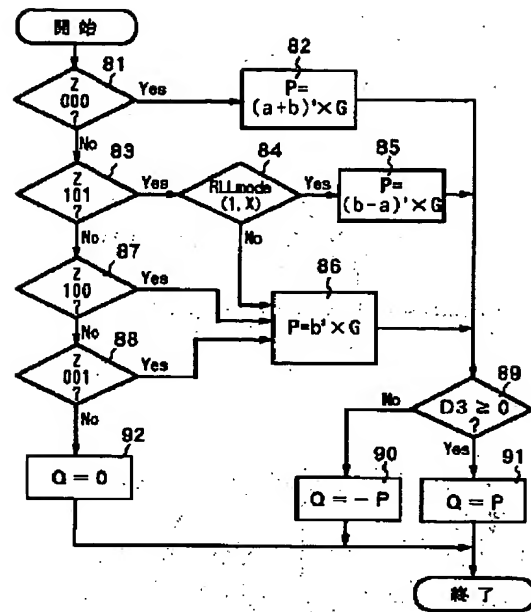 開始
81
Z
000
?
Yes
No
82
P=
(a+b)'×G
83
Z
101
?
Yes
No
84
RLLmode
(1, X)
Yes
No
85
P=
(b-a)'×G
87
Z
100
?
Yes
No
86
P=b'×G
88
Z
001
?
Yes
No
89
D3 ≥ 0
?
No
Yes
92
Q = 0
90
Q = - P
91
Q = P
終了